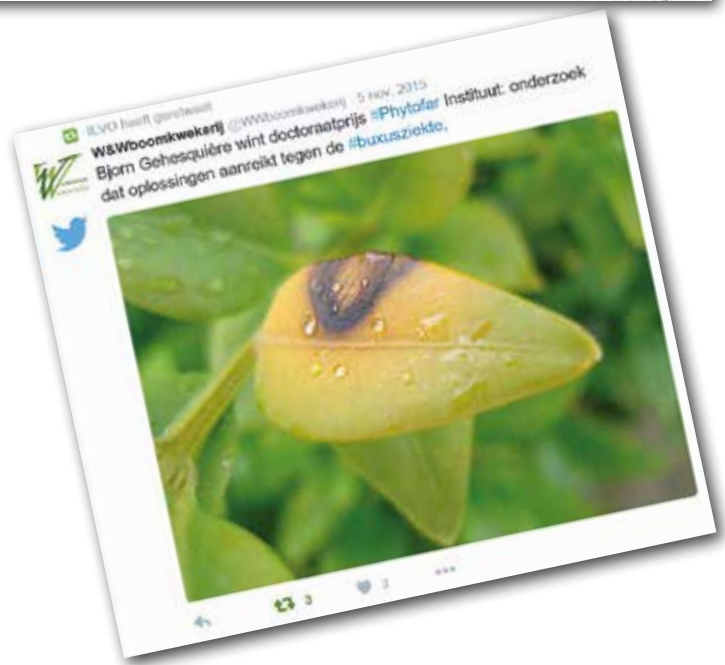 ILVO heeft geretweet
W&Wboomkwekerij @WWboomkwekerij · 5 nov. 2015
Bjorn Gehesquière wint doctoraatprijs #Phytofar Instituut: onderzoek
dat oplossingen aanreikt tegen de #buxusziekte.
3 3